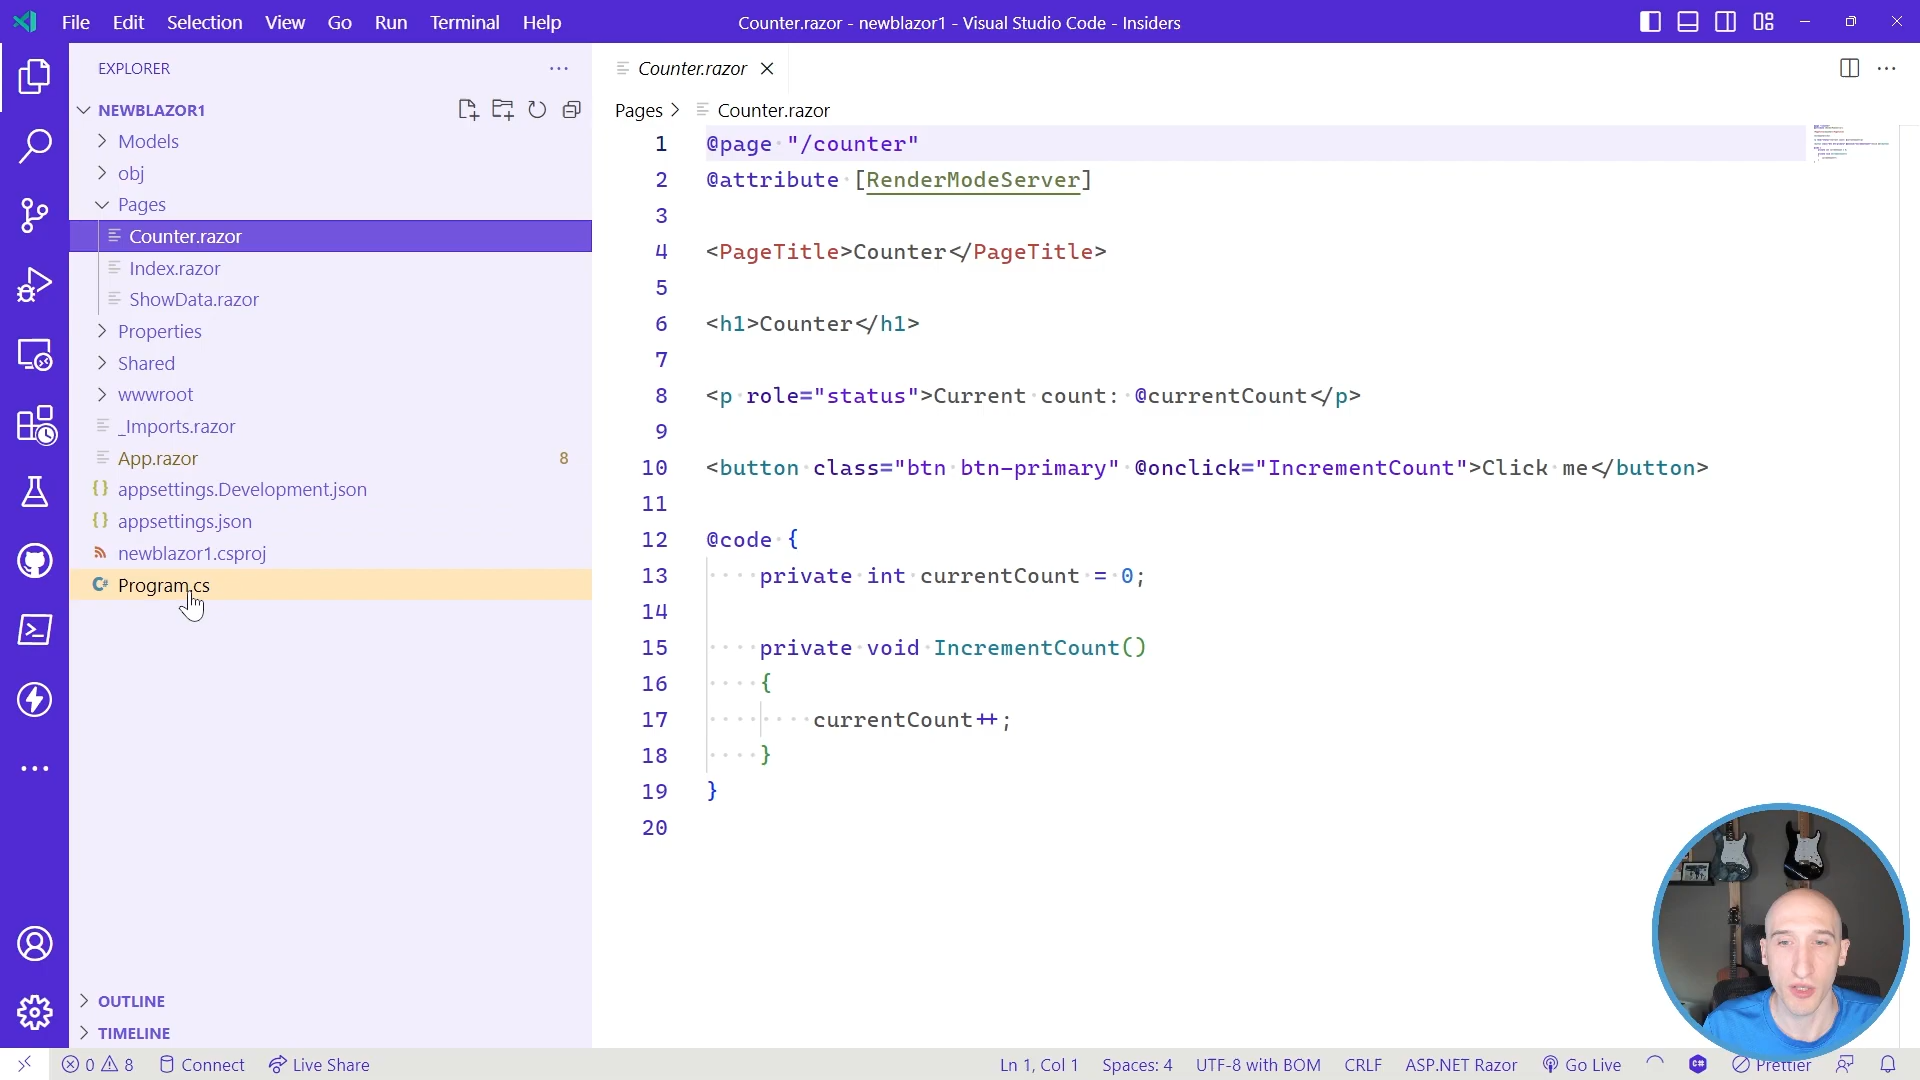 File Edit Selection View Go Run Terminal Help
Counter.razor - newblazor1 - Visual Studio Code - Insiders
EXPLORER
NEWBLAZOR1
Models
obj
Pages
Counter.razor
Index.razor
ShowData.razor
Properties
Shared
wwwroot
_Imports.razor
App.razor 8
{} appsettings.Development.json
{} appsettings.json
newblazor1.csproj
C# Program.cs
OUTLINE
TIMELINE
Counter.razor
Pages > Counter.razor
1 @page "/counter"
2 @attribute [RenderModeServer]
3
4 <PageTitle>Counter</PageTitle>
5
6 <h1>Counter</h1>
7
8 <p role="status">Current count: @currentCount</p>
9
10 <button class="btn btn-primary" @onclick="IncrementCount">Click me</button>
11
12 @code {
13     private int currentCount = 0;
14
15     private void IncrementCount()
16     {
17         currentCount++;
18     }
19 }
20
0 8 Connect Live Share
Ln 1, Col 1 Spaces: 4 UTF-8 with BOM CRLF ASP.NET Razor Go Live Prettier